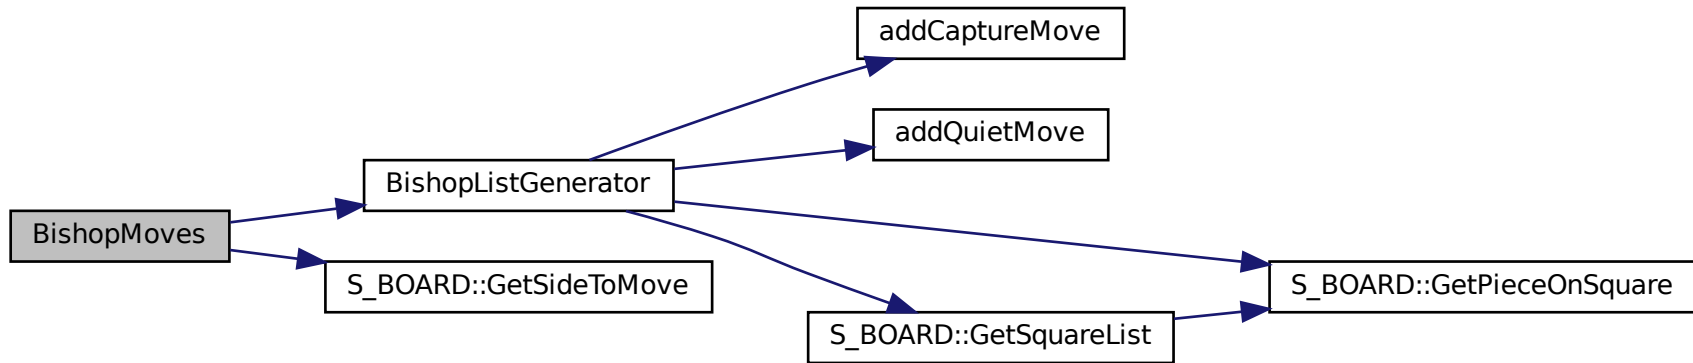 addCaptureMove
addQuietMove
BishopListGenerator
BishopMoves
S_BOARD::GetSideToMove
S_BOARD::GetPieceOnSquare
S_BOARD::GetSquareList